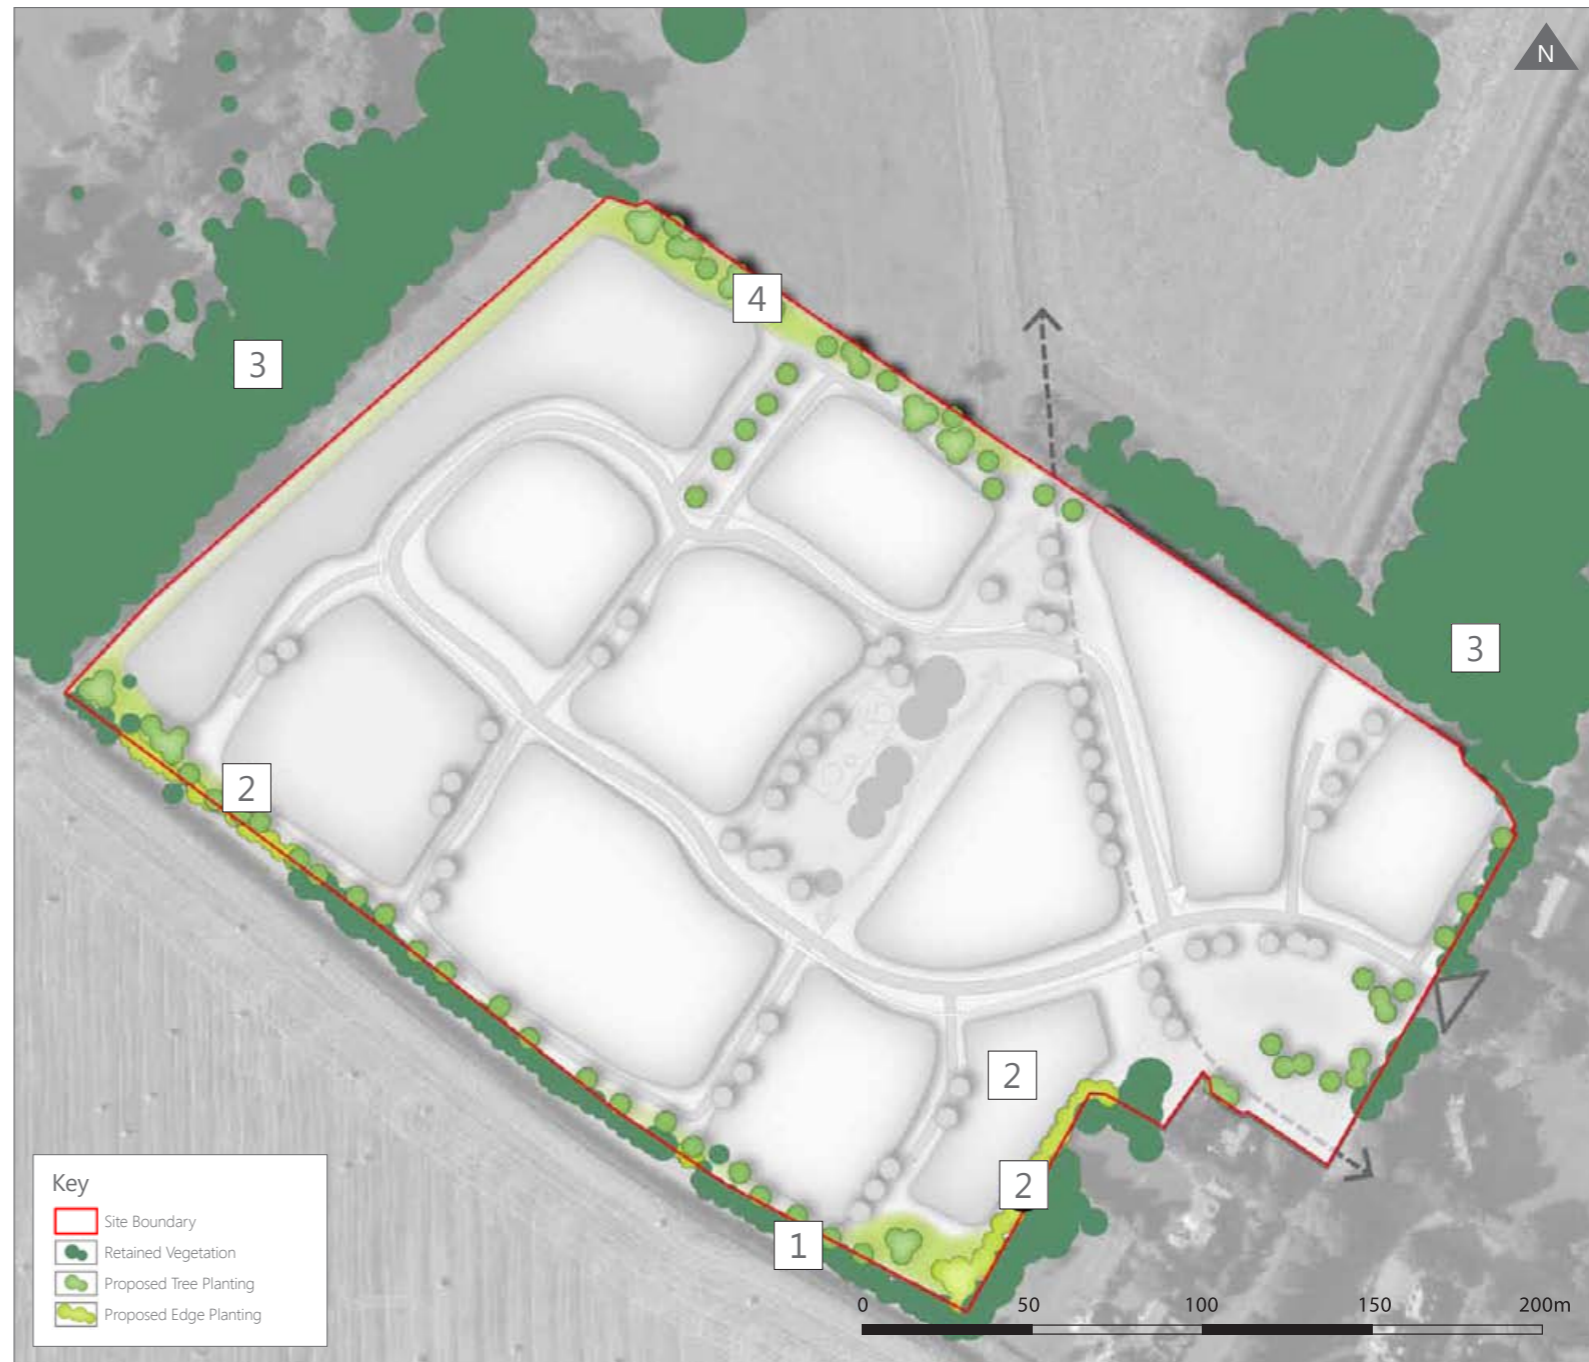 N
4
3
3
2
2
2
1
Key
Site Boundary
Retained Vegetation
Proposed Tree Planting
Proposed Edge Planting
0 50 100 150 200m